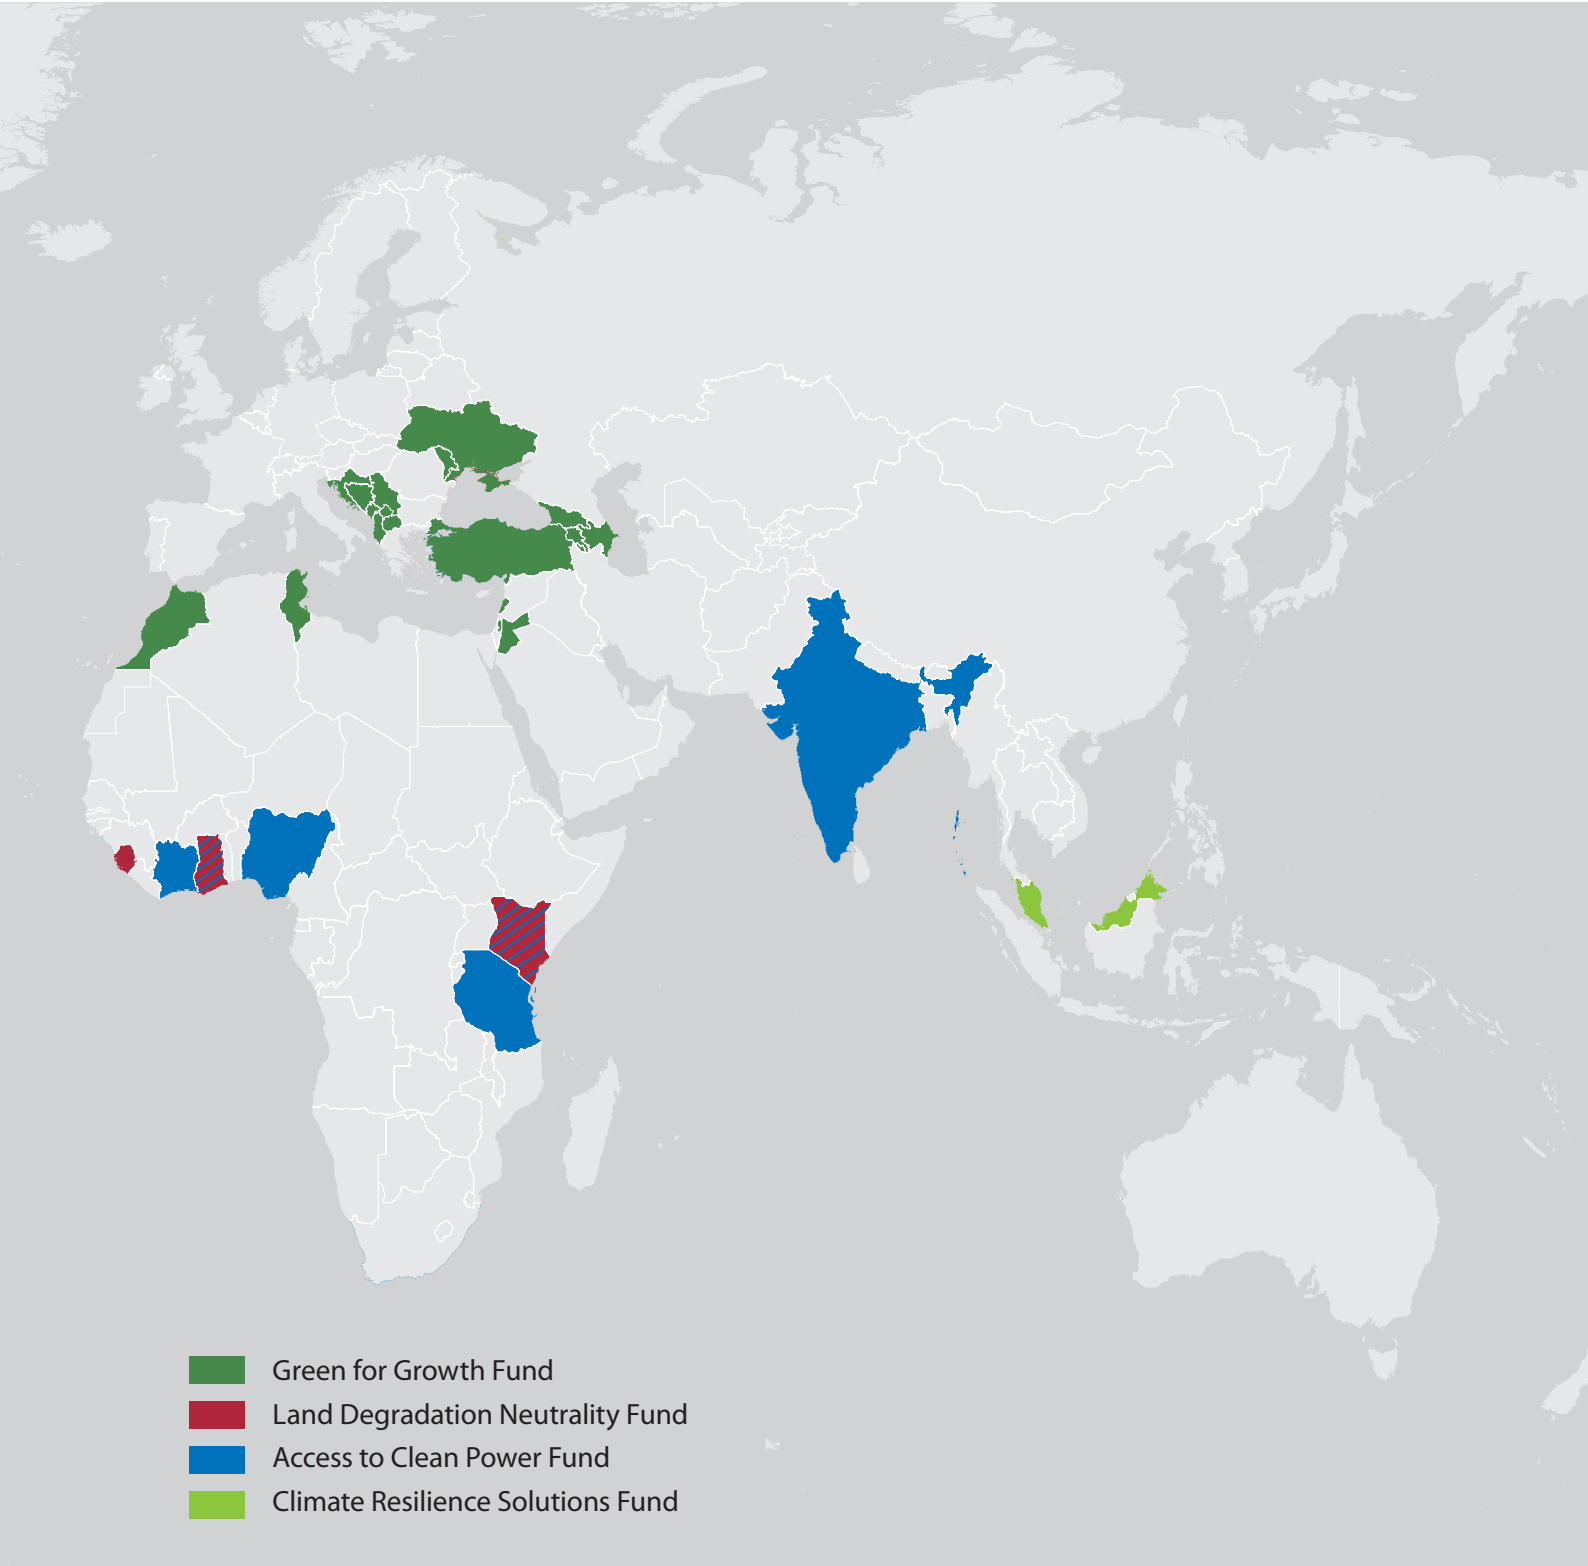 Green for Growth Fund
Land Degradation Neutrality Fund
Access to Clean Power Fund
Climate Resilience Solutions Fund